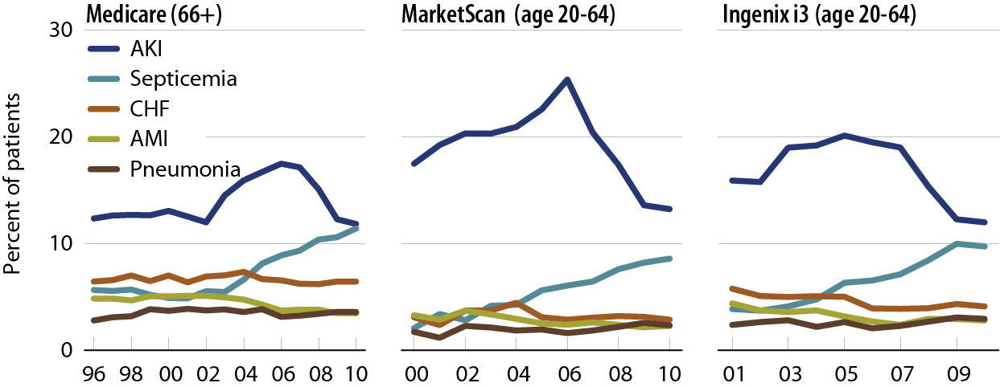 Medicare (66+)
MarketScan (age 20-64)
Ingenix i3 (age 20-64)
Percent of patients
30
20
10
0
AKI
Septicemia
CHF
AMI
Pneumonia
96 98 00 02 04 06 08 10
00 02 04 06 08 10
01 03 05 07 09